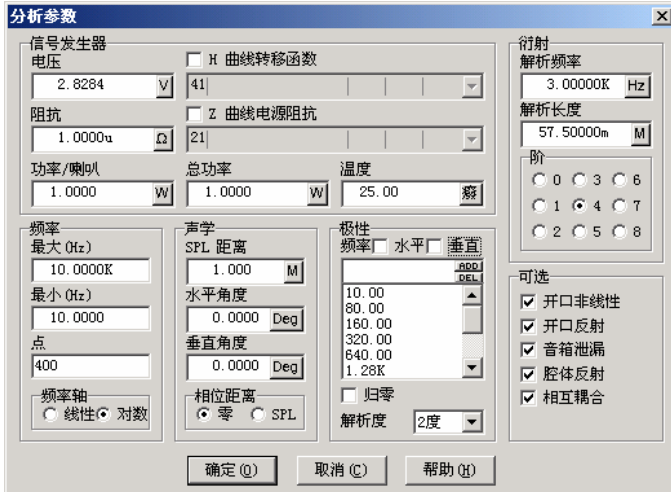 分析参数
信号发生器
电压
2.8284 V
H 曲线转移函数
41
阻抗
1.0000u Ω
Z 曲线电源阻抗
21
功率/喇叭
1.0000 W
总功率
1.0000 W
温度
25.00 癈
衍射
解析频率
3.00000K Hz
解析长度
57.50000m M
阶
0 3 6
1 4 7
2 5 8
频率
最大(Hz)
10.0000K
最小(Hz)
10.0000
点
400
频率轴
线性 对数
声学
SPL 距离
1.000 M
水平角度
0.0000 Deg
垂直角度
0.0000 Deg
相位距离
零 SPL
极性
频率 水平 垂直
ADD
DEL
10.00
80.00
160.00
320.00
640.00
1.28K
归零
解析度 2度
可选
开口非线性
开口反射
音箱泄漏
腔体反射
相互耦合
确定(O) 取消(C) 帮助(H)